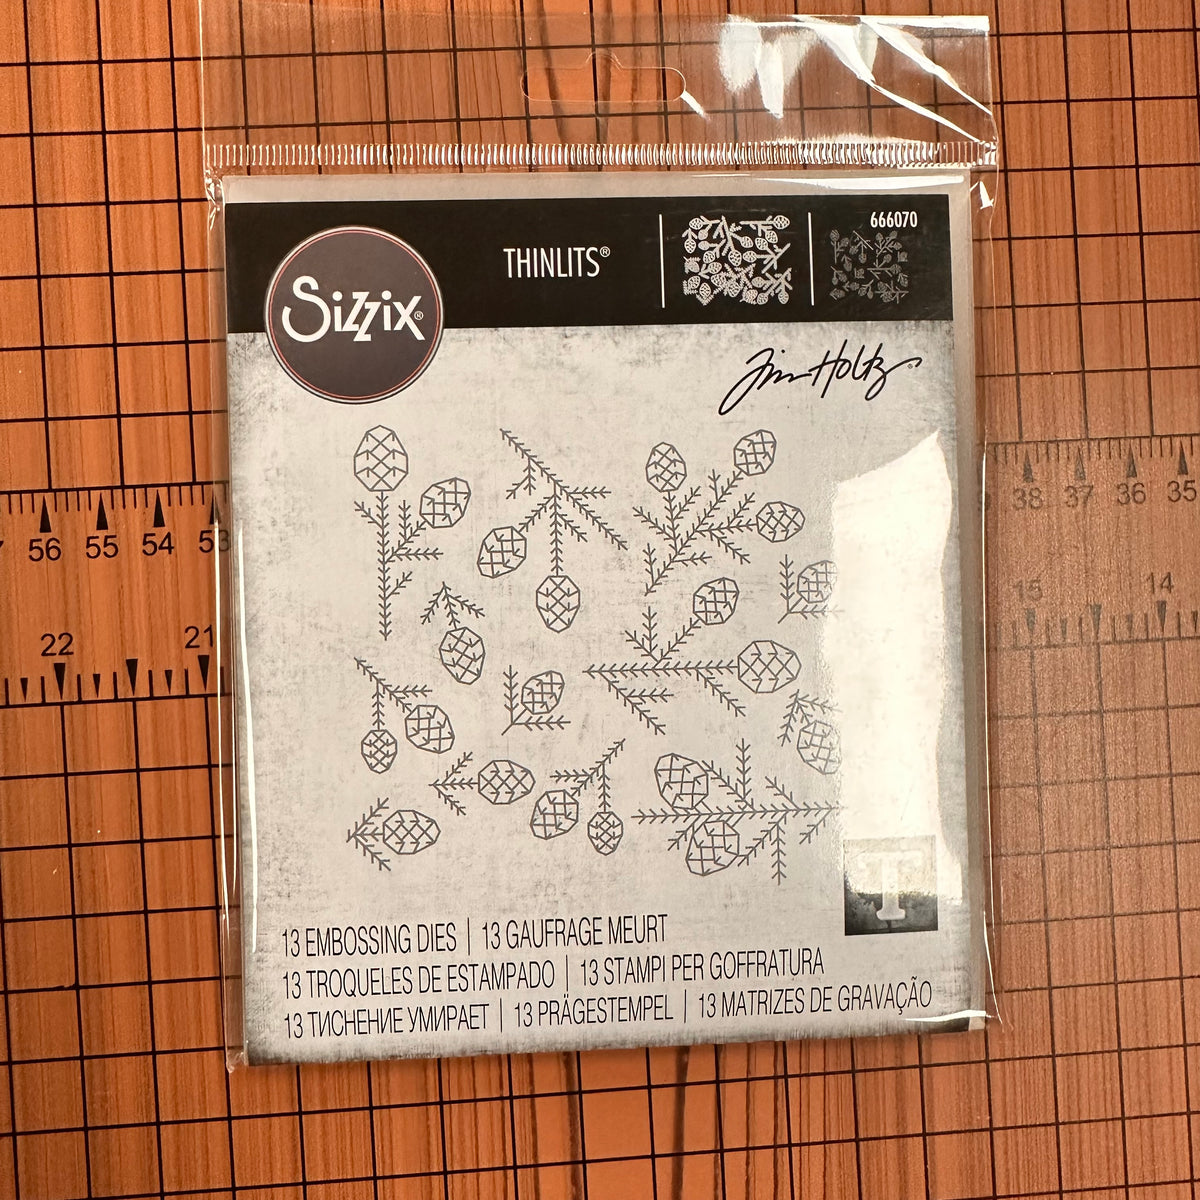 666070
THINLITS®
Sizzix®
Tim Holtz®
56 55 54 53
38 37 36 35
22 21
15 14
T
13 EMBOSSING DIES | 13 GAUFRAGE MEURT
13 TROQUELES DE ESTAMPADO | 13 STAMPI PER GOFFRATURA
13 ТИСНЕНИЕ УМИРАЕТ | 13 PRÄGESTEMPEL | 13 MATRIZES DE GRAVAÇÃO